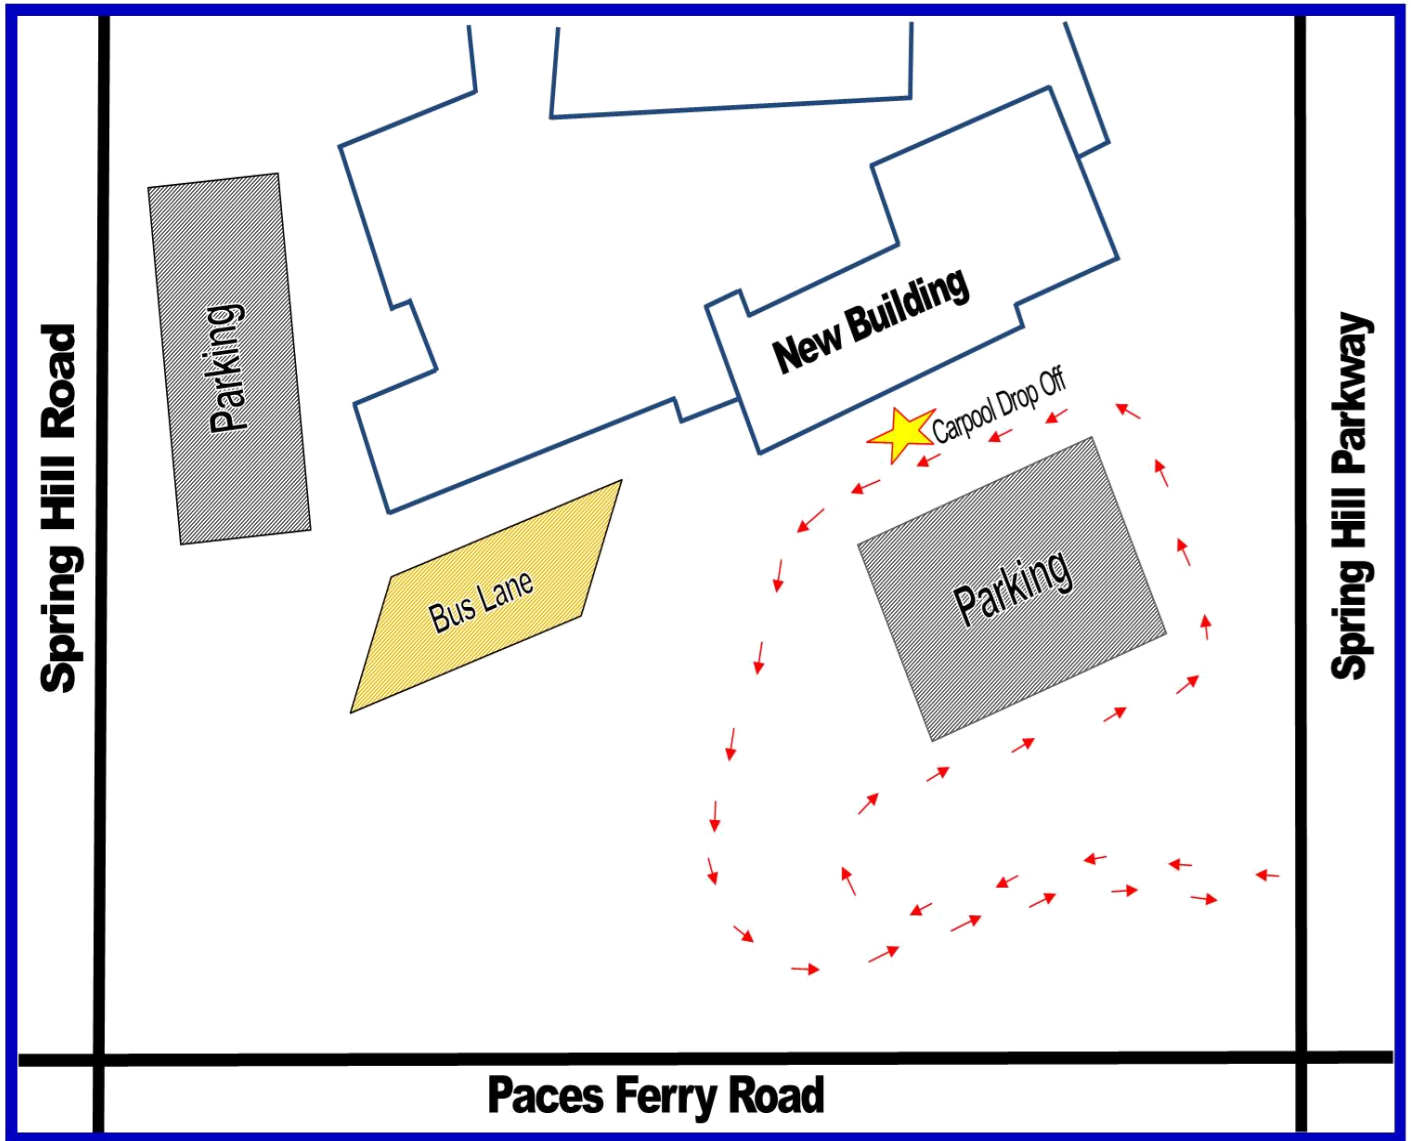 New Building
Parking
Spring Hill Road
Spring Hill Parkway
Carpool Drop Off
Bus Lane
Parking
Paces Ferry Road